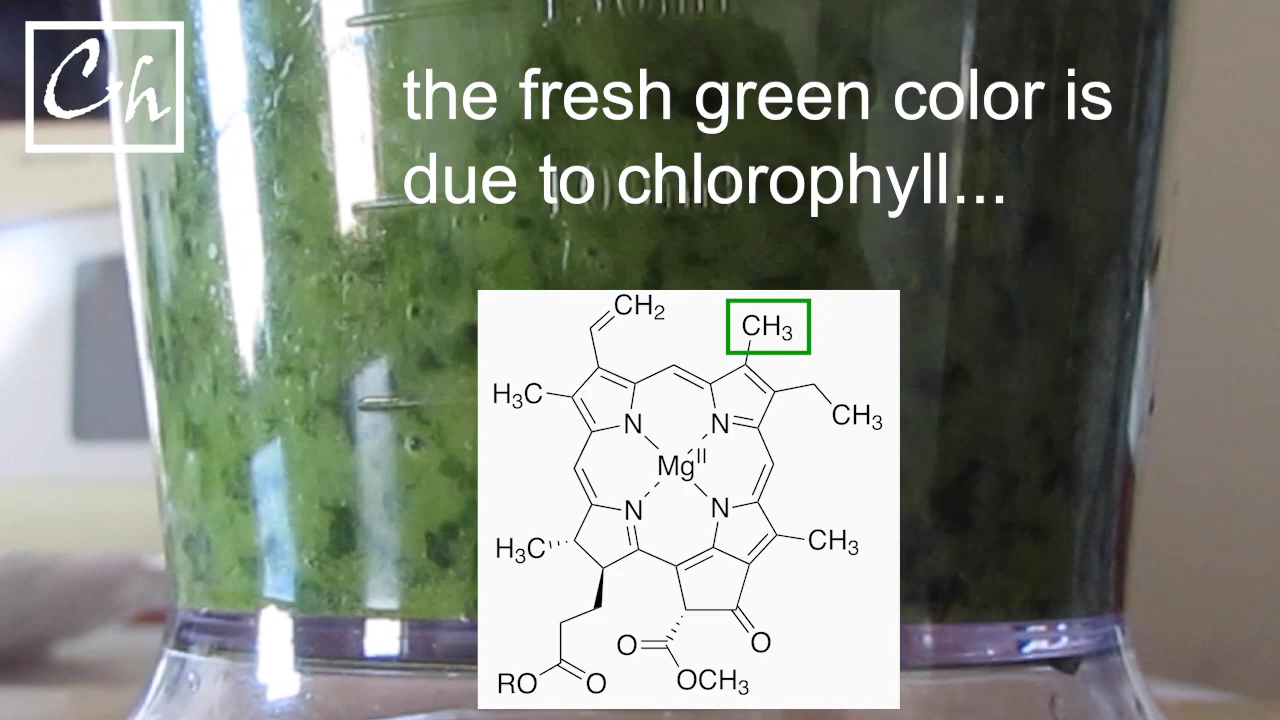 Ch
the fresh green color is
due to chlorophyll...
CH₂
CH₃
H₃C
CH₃
N
N
Mg^II
N
N
H₃C
CH₃
O
O
RO
O
OCH₃